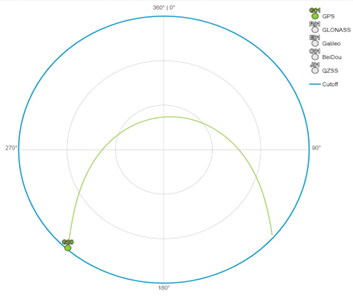 360° | 0°
GPS
GLONASS
Galileo
BeiDou
QZSS
Cutoff
270°
90°
180°